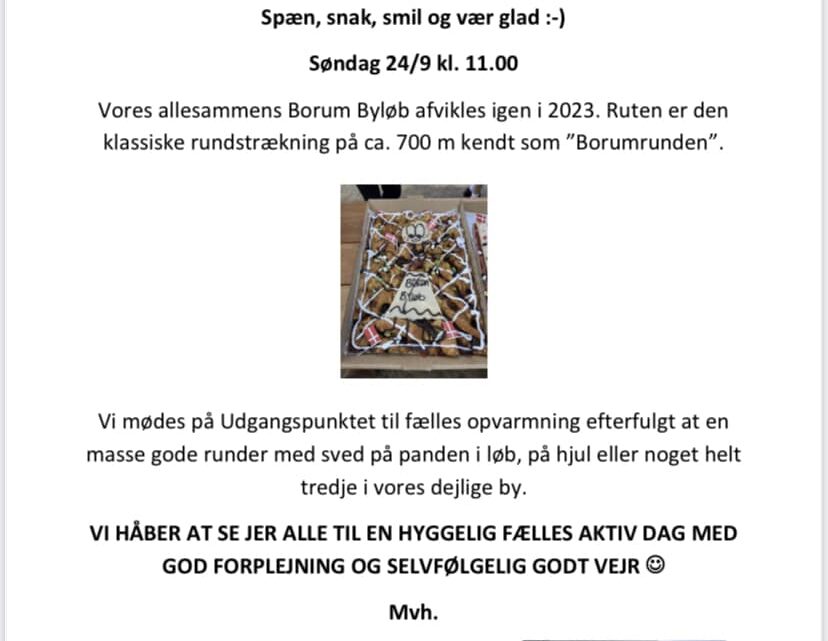 Spæn, snak, smil og vær glad :-)
Søndag 24/9 kl. 11.00
Vores allesammens Borum Byløb afvikles igen i 2023. Ruten er den
klassiske rundstrækning på ca. 700 m kendt som ”Borumrunden”.
Borum
Byløb
Vi mødes på Udgangspunktet til fælles opvarmning efterfulgt at en
masse gode runder med sved på panden i løb, på hjul eller noget helt
tredje i vores dejlige by.
VI HÅBER AT SE JER ALLE TIL EN HYGGELIG FÆLLES AKTIV DAG MED
GOD FORPLEJNING OG SELVFØLGELIG GODT VEJR ☺
Mvh.